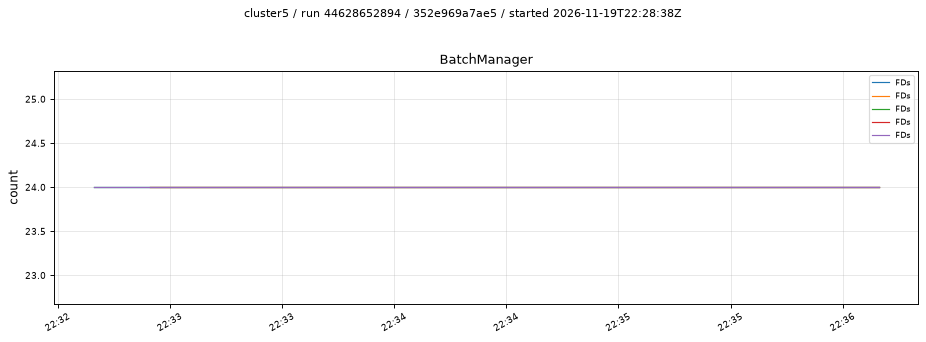 cluster5 / run 44628652894 / 352e969a7ae5 / started 2026-11-19T22:28:38Z
BatchManager
25.0
24.5
24.0
23.5
23.0
count
FDs
FDs
FDs
FDs
FDs
22:32
22:33
22:33
22:34
22:34
22:35
22:35
22:36